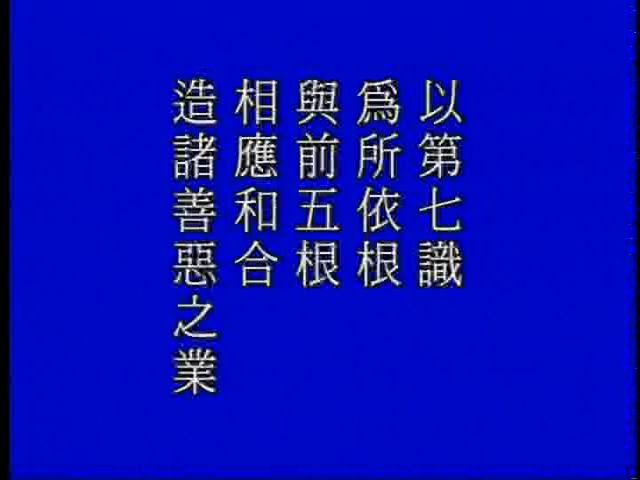 以第七識
爲所依根
與前五根
相應和合
造諸善惡之業